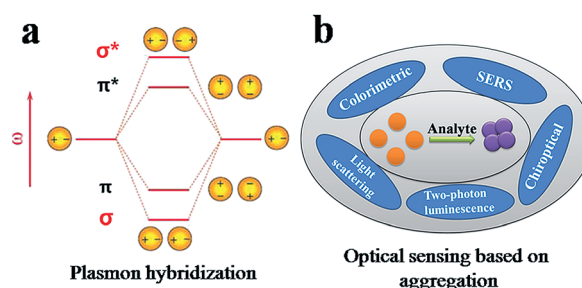 a
σ*
+ - - +
π*
+ +
- -
ω
+ -
+ -
π
+ -
- +
σ
+ - + -
Plasmon hybridization
b
Colorimetric
SERS
Analyte
Light
scattering
Two-photon
luminescence
Chiroptical
Optical sensing based on
aggregation